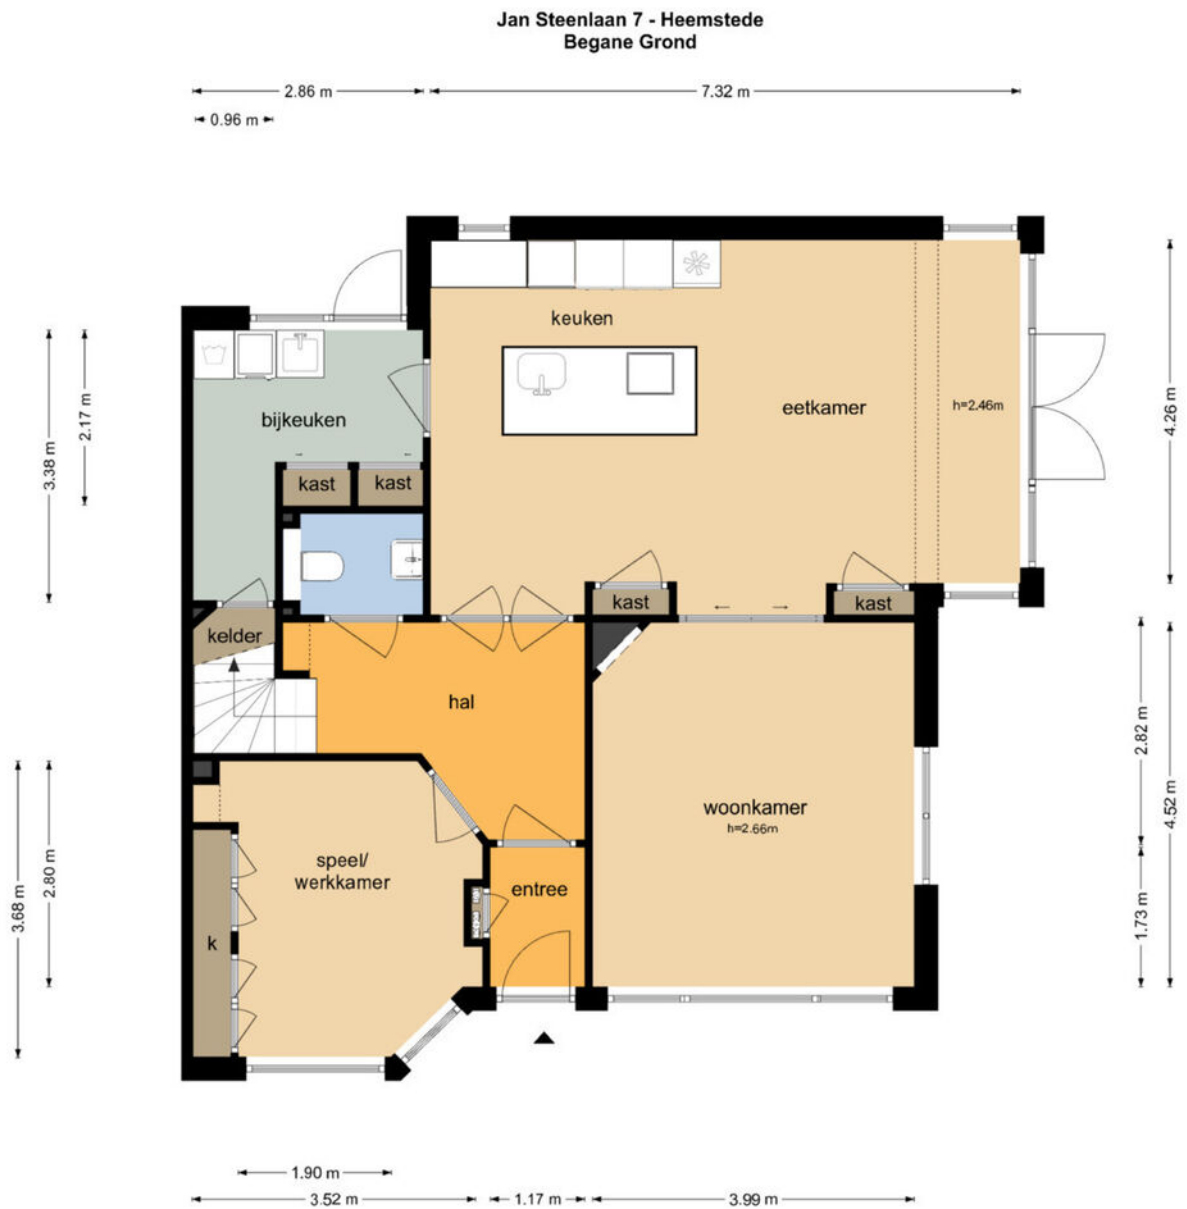 Jan Steenlaan 7 - Heemstede
Begane Grond
2.86 m
7.32 m
0.96 m
keuken
eetkamer
h=2.46m
bijkeuken
kast
kast
3.38 m
2.17 m
4.26 m
kast
kast
kelder
hal
woonkamer
h=2.66m
speel/
werkkamer
entree
k
3.68 m
2.80 m
2.82 m
1.73 m
4.52 m
1.90 m
3.52 m
1.17 m
3.99 m